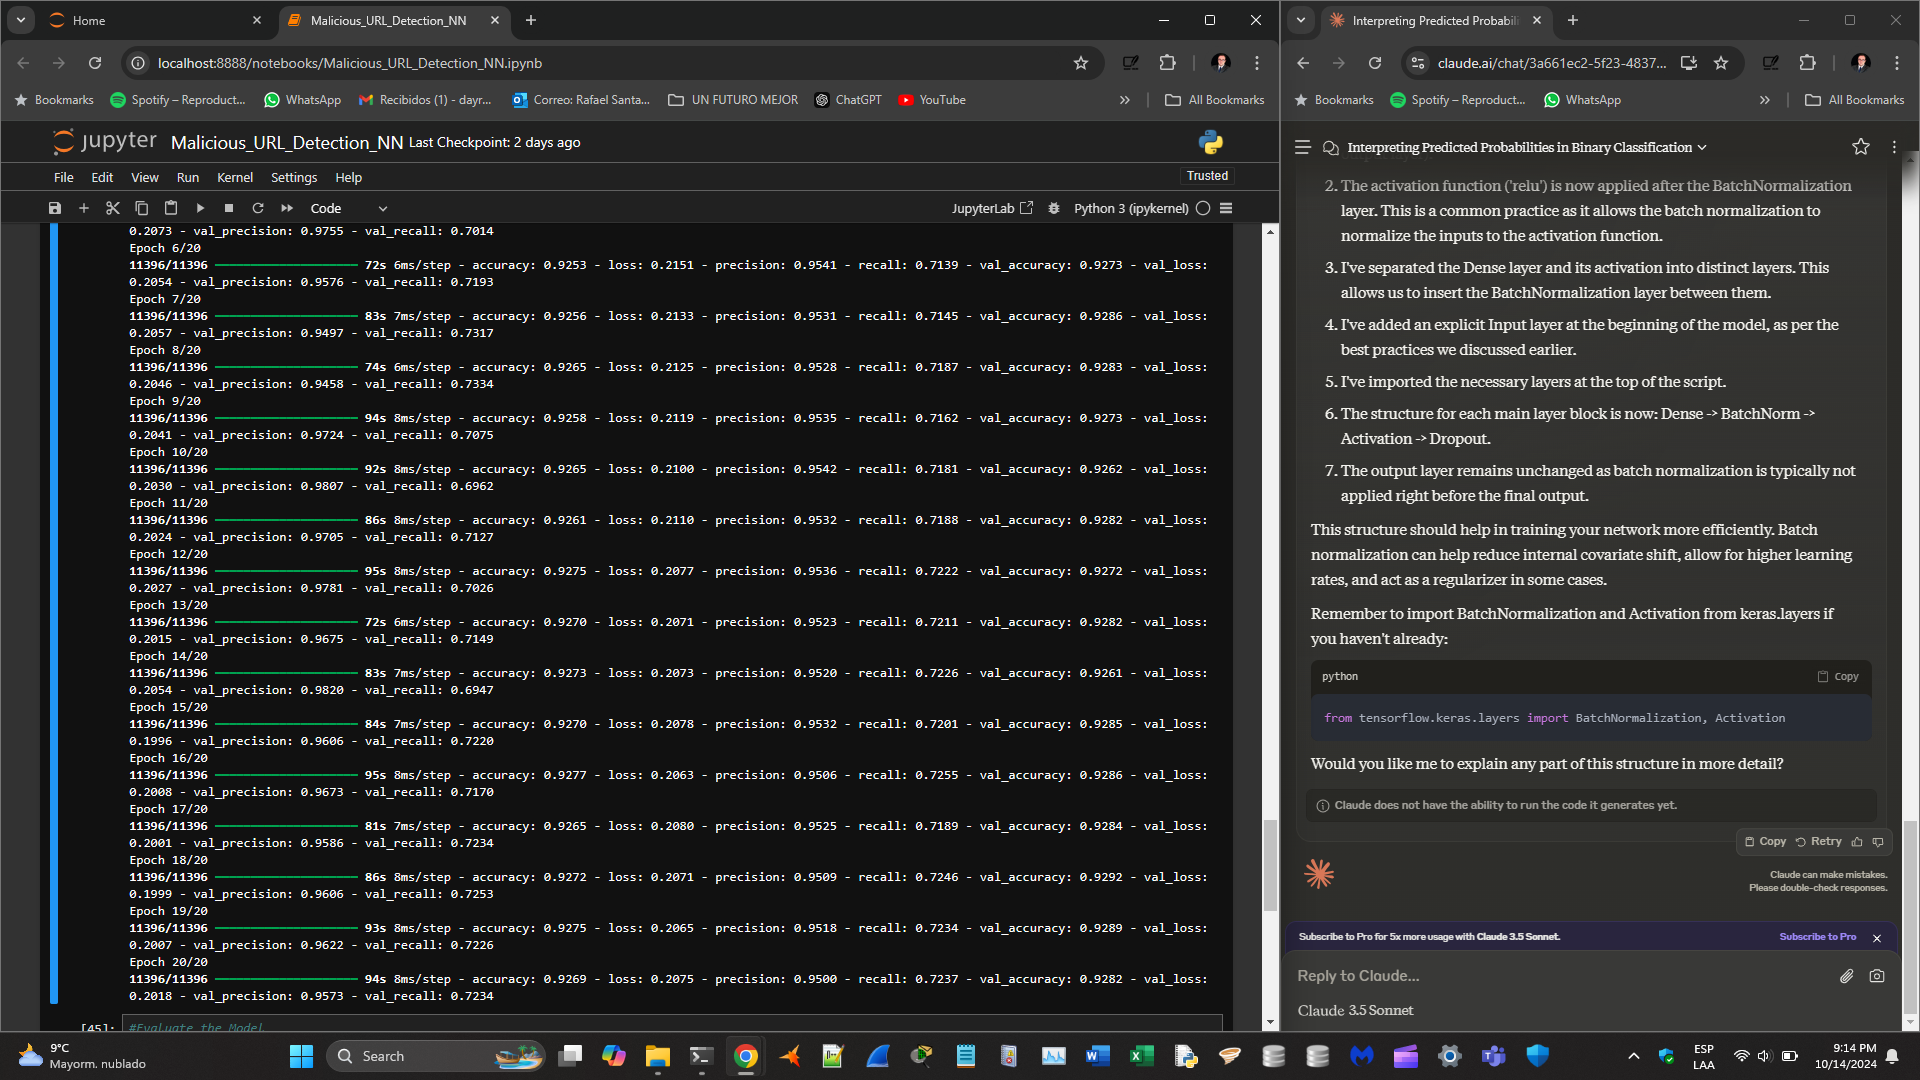 Home
Malicious_URL_Detection_NN
localhost:8888/notebooks/Malicious_URL_Detection_NN.ipynb
Bookmarks
Spotify – Reproduct...
WhatsApp
Recibidos (1) - dayr...
Correo: Rafael Santa...
UN FUTURO MEJOR
ChatGPT
YouTube
»
All Bookmarks
jupyter
Malicious_URL_Detection_NN Last Checkpoint: 2 days ago
File Edit View Run Kernel Settings Help
Trusted
Code
JupyterLab
Python 3 (ipykernel)
0.2073 - val_precision: 0.9755 - val_recall: 0.7014
Epoch 6/20
11396/11396 72s 6ms/step - accuracy: 0.9253 - loss: 0.2151 - precision: 0.9541 - recall: 0.7139 - val_accuracy: 0.9273 - val_loss:
0.2054 - val_precision: 0.9576 - val_recall: 0.7193
Epoch 7/20
11396/11396 83s 7ms/step - accuracy: 0.9256 - loss: 0.2133 - precision: 0.9531 - recall: 0.7145 - val_accuracy: 0.9286 - val_loss:
0.2057 - val_precision: 0.9497 - val_recall: 0.7317
Epoch 8/20
11396/11396 74s 6ms/step - accuracy: 0.9265 - loss: 0.2125 - precision: 0.9528 - recall: 0.7187 - val_accuracy: 0.9283 - val_loss:
0.2046 - val_precision: 0.9458 - val_recall: 0.7334
Epoch 9/20
11396/11396 94s 8ms/step - accuracy: 0.9258 - loss: 0.2119 - precision: 0.9535 - recall: 0.7162 - val_accuracy: 0.9273 - val_loss:
0.2041 - val_precision: 0.9724 - val_recall: 0.7075
Epoch 10/20
11396/11396 92s 8ms/step - accuracy: 0.9265 - loss: 0.2100 - precision: 0.9542 - recall: 0.7181 - val_accuracy: 0.9262 - val_loss:
0.2030 - val_precision: 0.9807 - val_recall: 0.6962
Epoch 11/20
11396/11396 86s 8ms/step - accuracy: 0.9261 - loss: 0.2110 - precision: 0.9532 - recall: 0.7188 - val_accuracy: 0.9282 - val_loss:
0.2024 - val_precision: 0.9705 - val_recall: 0.7127
Epoch 12/20
11396/11396 95s 8ms/step - accuracy: 0.9275 - loss: 0.2077 - precision: 0.9536 - recall: 0.7222 - val_accuracy: 0.9272 - val_loss:
0.2027 - val_precision: 0.9781 - val_recall: 0.7026
Epoch 13/20
11396/11396 72s 6ms/step - accuracy: 0.9270 - loss: 0.2071 - precision: 0.9523 - recall: 0.7211 - val_accuracy: 0.9282 - val_loss:
0.2015 - val_precision: 0.9675 - val_recall: 0.7149
Epoch 14/20
11396/11396 83s 7ms/step - accuracy: 0.9273 - loss: 0.2073 - precision: 0.9520 - recall: 0.7226 - val_accuracy: 0.9261 - val_loss:
0.2054 - val_precision: 0.9820 - val_recall: 0.6947
Epoch 15/20
11396/11396 84s 7ms/step - accuracy: 0.9270 - loss: 0.2078 - precision: 0.9532 - recall: 0.7201 - val_accuracy: 0.9285 - val_loss:
0.1996 - val_precision: 0.9606 - val_recall: 0.7220
Epoch 16/20
11396/11396 95s 8ms/step - accuracy: 0.9277 - loss: 0.2063 - precision: 0.9506 - recall: 0.7255 - val_accuracy: 0.9286 - val_loss:
0.2008 - val_precision: 0.9673 - val_recall: 0.7170
Epoch 17/20
11396/11396 81s 7ms/step - accuracy: 0.9265 - loss: 0.2080 - precision: 0.9525 - recall: 0.7189 - val_accuracy: 0.9284 - val_loss:
0.2001 - val_precision: 0.9586 - val_recall: 0.7234
Epoch 18/20
11396/11396 86s 8ms/step - accuracy: 0.9272 - loss: 0.2071 - precision: 0.9509 - recall: 0.7246 - val_accuracy: 0.9292 - val_loss:
0.1999 - val_precision: 0.9606 - val_recall: 0.7253
Epoch 19/20
11396/11396 93s 8ms/step - accuracy: 0.9275 - loss: 0.2065 - precision: 0.9518 - recall: 0.7234 - val_accuracy: 0.9289 - val_loss:
0.2007 - val_precision: 0.9622 - val_recall: 0.7226
Epoch 20/20
11396/11396 94s 8ms/step - accuracy: 0.9269 - loss: 0.2075 - precision: 0.9500 - recall: 0.7237 - val_accuracy: 0.9282 - val_loss:
0.2018 - val_precision: 0.9573 - val_recall: 0.7234
[45]: #Evaluate the Model
Interpreting Predicted Probabili
claude.ai/chat/3a661ec2-5f23-4837...
Bookmarks
Spotify – Reproduct...
WhatsApp
»
All Bookmarks
Interpreting Predicted Probabilities in Binary Classification
2. The activation function ('relu') is now applied after the BatchNormalization
layer. This is a common practice as it allows the batch normalization to
normalize the inputs to the activation function.
3. I've separated the Dense layer and its activation into distinct layers. This
allows us to insert the BatchNormalization layer between them.
4. I've added an explicit Input layer at the beginning of the model, as per the
best practices we discussed earlier.
5. I've imported the necessary layers at the top of the script.
6. The structure for each main layer block is now: Dense -> BatchNorm ->
Activation -> Dropout.
7. The output layer remains unchanged as batch normalization is typically not
applied right before the final output.
This structure should help in training your network more efficiently. Batch
normalization can help reduce internal covariate shift, allow for higher learning
rates, and act as a regularizer in some cases.
Remember to import BatchNormalization and Activation from keras.layers if
you haven't already:
python
Copy
from tensorflow.keras.layers import BatchNormalization, Activation
Would you like me to explain any part of this structure in more detail?
Claude does not have the ability to run the code it generates yet.
Copy Retry
Claude can make mistakes.
Please double-check responses.
Subscribe to Pro for 5x more usage with Claude 3.5 Sonnet.
Subscribe to Pro
Reply to Claude...
Claude 3.5 Sonnet
9°C
Mayorm. nublado
Search
ESP
LAA
9:14 PM
10/14/2024